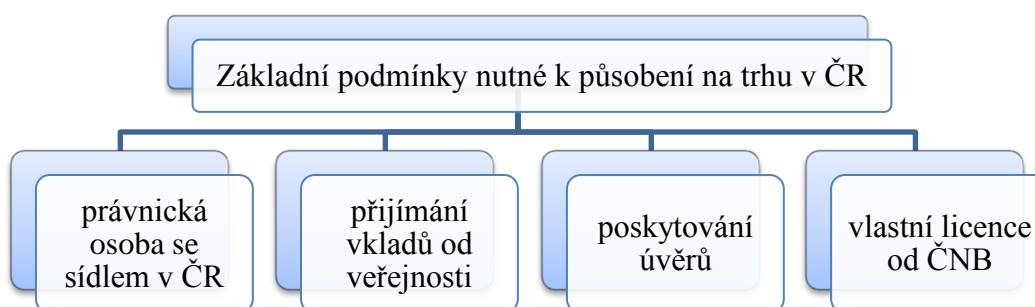 Základní podmínky nutné k působení na trhu v ČR
právnická
osoba se
sídlem v ČR
přijímání
vkladů od
veřejnosti
poskytování
úvěrů
vlastní licence
od ČNB